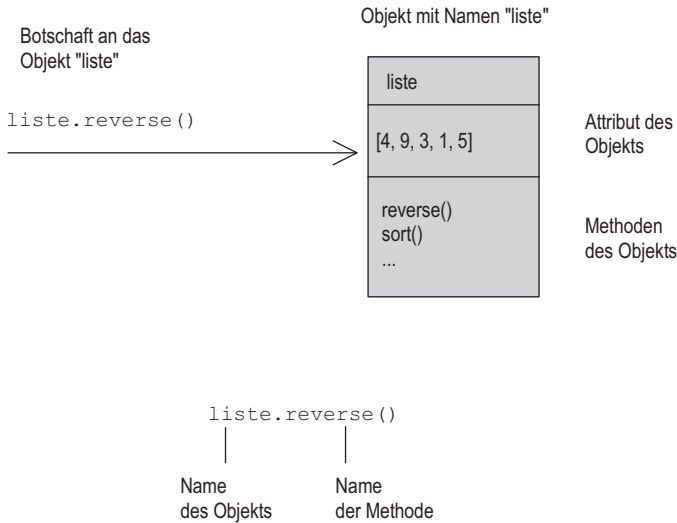 Objekt mit Namen "liste"
Botschaft an das
Objekt "liste"
liste
liste.reverse()
[4, 9, 3, 1, 5]
Attribut des
Objekts
reverse()
sort()
...
Methoden
des Objekts
liste.reverse()
Name
des Objekts
Name
der Methode